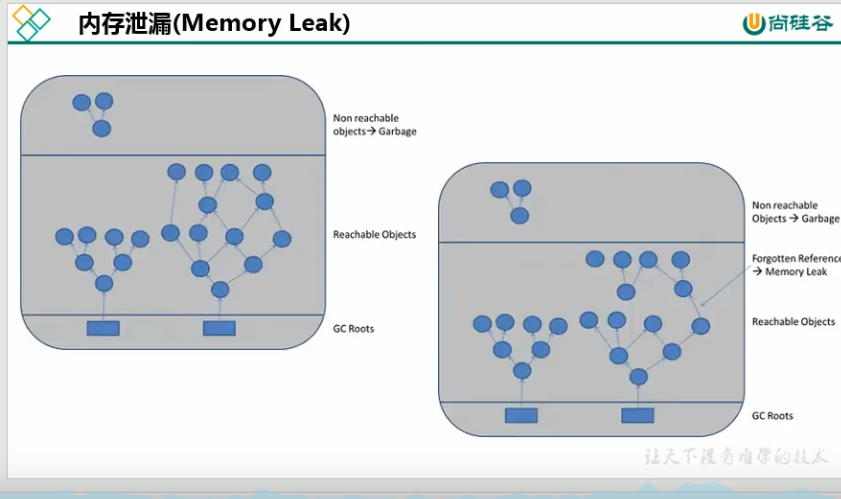 内存泄漏(Memory Leak)
尚硅谷
Non reachable
objects→ Garbage
Reachable Objects
GC Roots
Non reachable
Objects → Garbage
Forgotten Reference
→ Memory Leak
Reachable Objects
GC Roots
让天下没有难学的技术